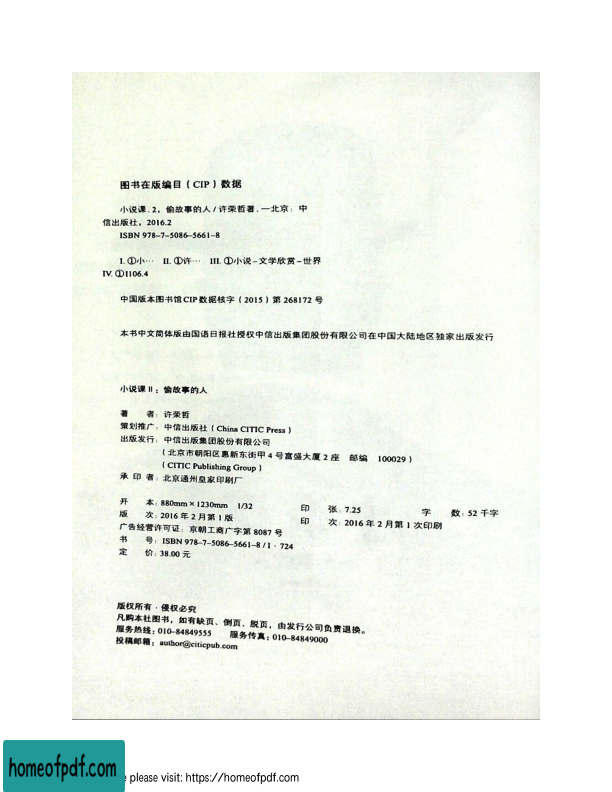 图书在版编目（CIP）数据
小说课.2，偷故事的人/许荣哲著.—北京：中
信出版社，2016.2
ISBN 978-7-5086-5661-8
I.①小… II.①许… III.①小说-文学欣赏-世界
IV.①I106.4
中国版本图书馆CIP数据核字（2015）第268172号
本书中文简体版由国语日报社授权中信出版集团股份有限公司在中国大陆地区独家出版发行
小说课II：偷故事的人
著 者：许荣哲
策划推广：中信出版社（China CITIC Press）
出版发行：中信出版集团股份有限公司
（北京市朝阳区惠新东街甲4号富盛大厦2座 邮编 100029）
（CITIC Publishing Group）
承印者：北京通州皇家印刷厂
开 本：880mm×1230mm 1/32 印 张：7.25 字 数：52千字
版 次：2016年2月第1版 印 次：2016年2月第1次印刷
广告经营许可证：京朝工商广字第8087号
书 号：ISBN 978-7-5086-5661-8/I·724
定 价：38.00元
版权所有·侵权必究
凡购本社图书，如有缺页、倒页、脱页，由发行公司负责退换。
服务热线：010-84849555 服务传真：010-84849000
投稿邮箱：author@citicpub.com
homeofpdf.com
please visit: https://homeofpdf.com